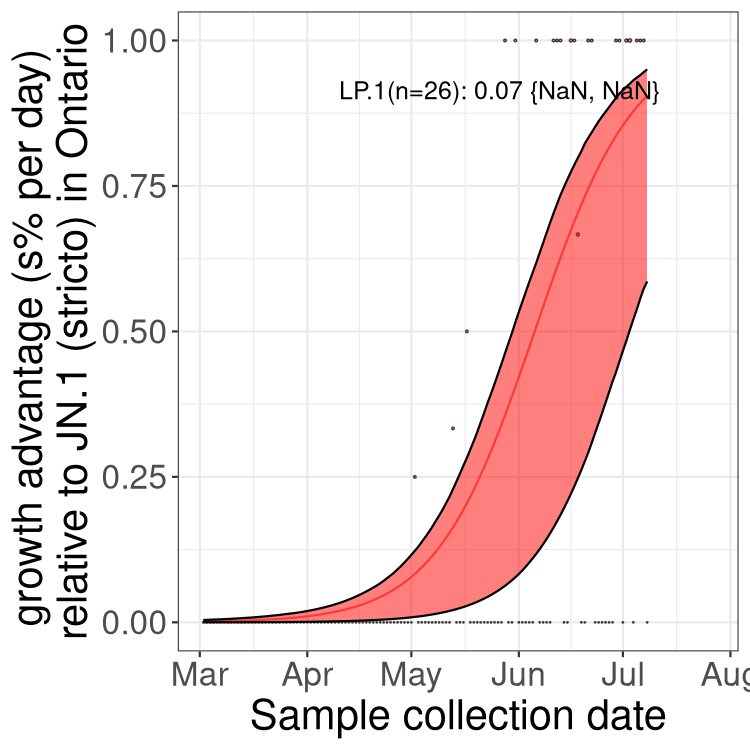 growth advantage (s% per day)
relative to JN.1 (stricto) in Ontario
1.00
0.75
0.50
0.25
0.00
LP.1(n=26): 0.07 {NaN, NaN}
Mar Apr May Jun Jul Aug
Sample collection date